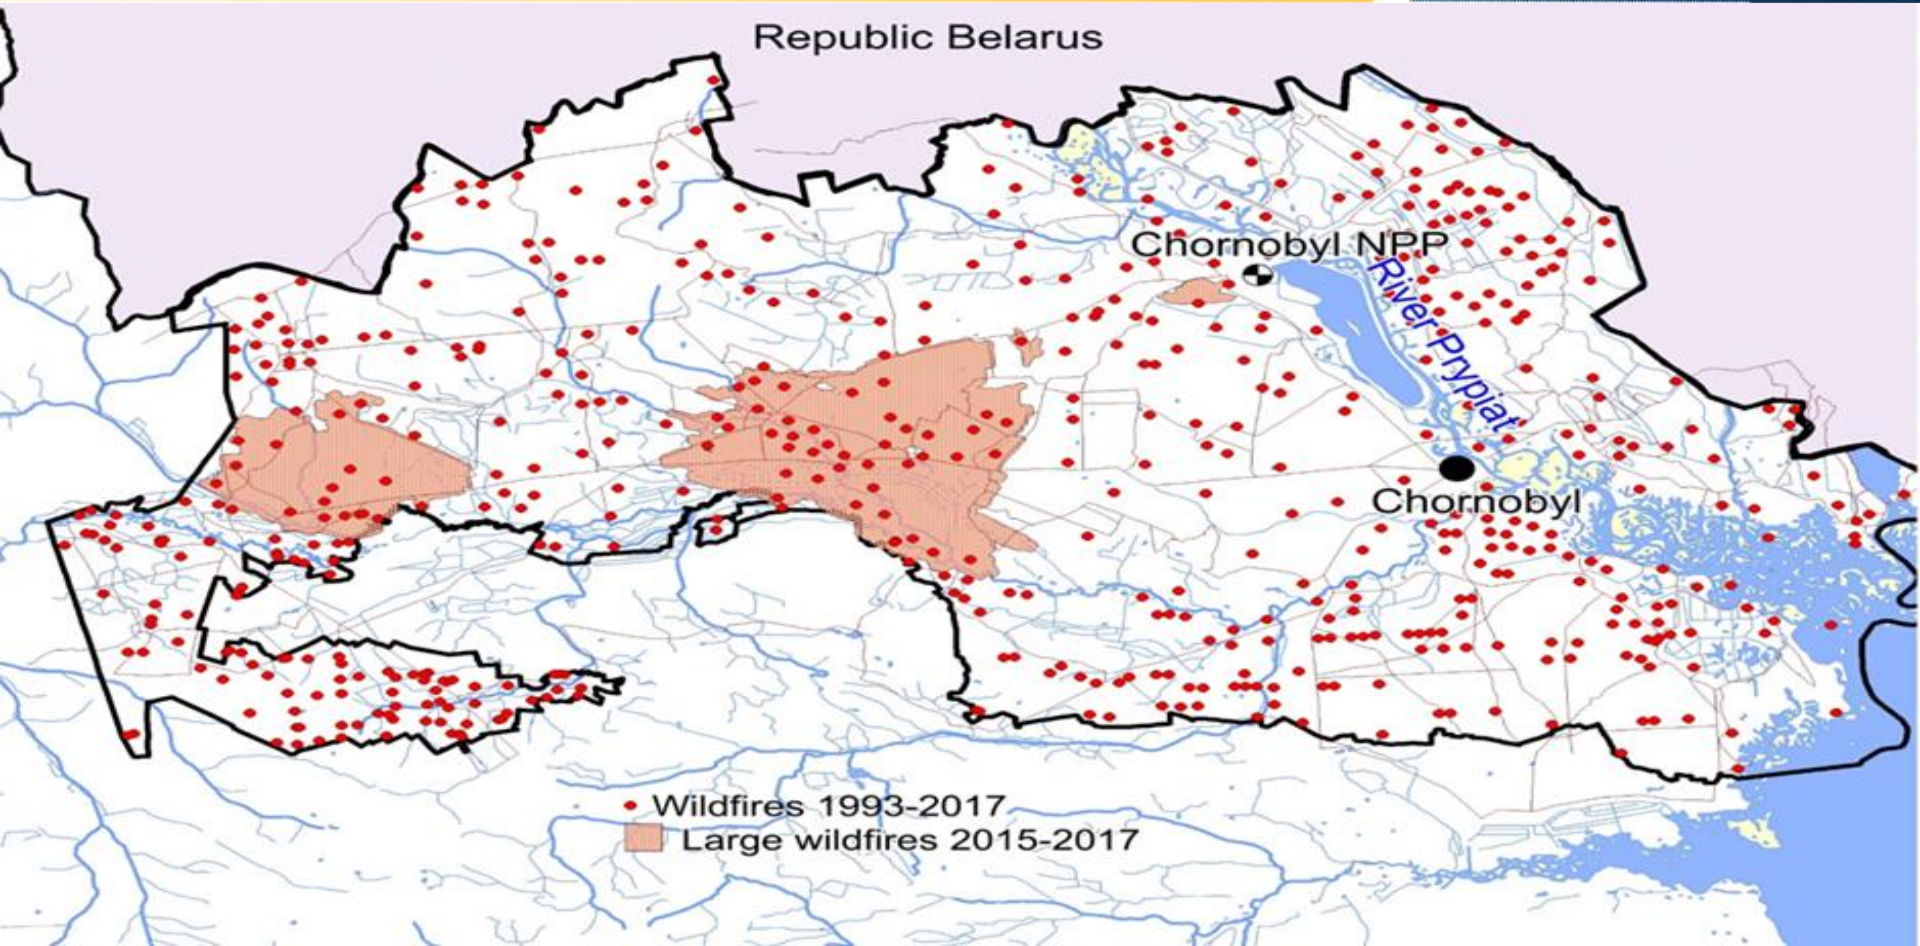 Republic Belarus
Chornobyl NPP
River Prypiat
Chornobyl
Wildfires 1993-2017
Large wildfires 2015-2017